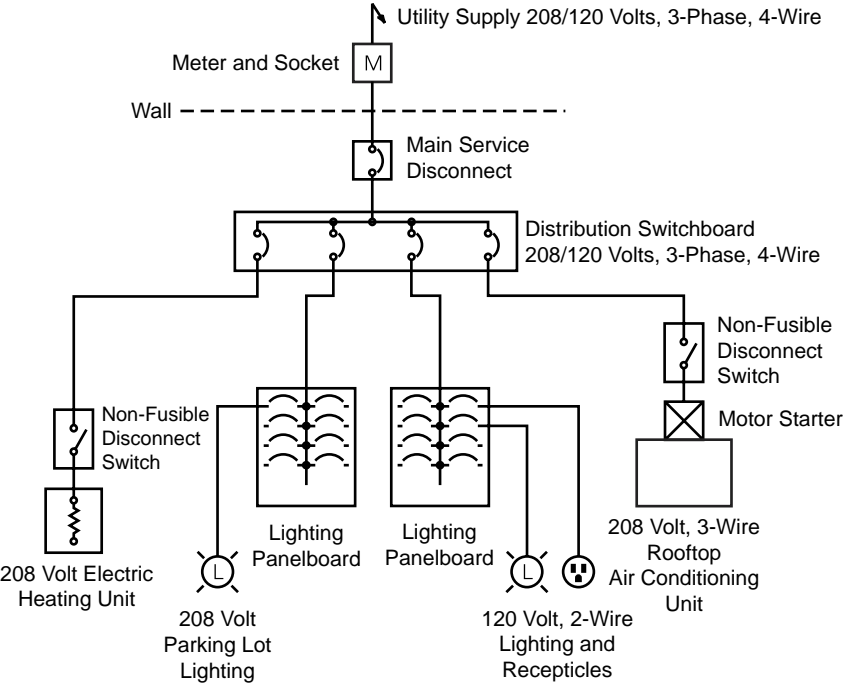 Utility Supply 208/120 Volts, 3-Phase, 4-Wire
Meter and Socket
M
Wall
Main Service
Disconnect
Distribution Switchboard
208/120 Volts, 3-Phase, 4-Wire
Non-Fusible
Disconnect
Switch
Motor Starter
Non-Fusible
Disconnect
Switch
Lighting
Panelboard
Lighting
Panelboard
208 Volt, 3-Wire
Rooftop
Air Conditioning
Unit
L
L
208 Volt Electric
Heating Unit
208 Volt
Parking Lot
Lighting
120 Volt, 2-Wire
Lighting and
Recepticles